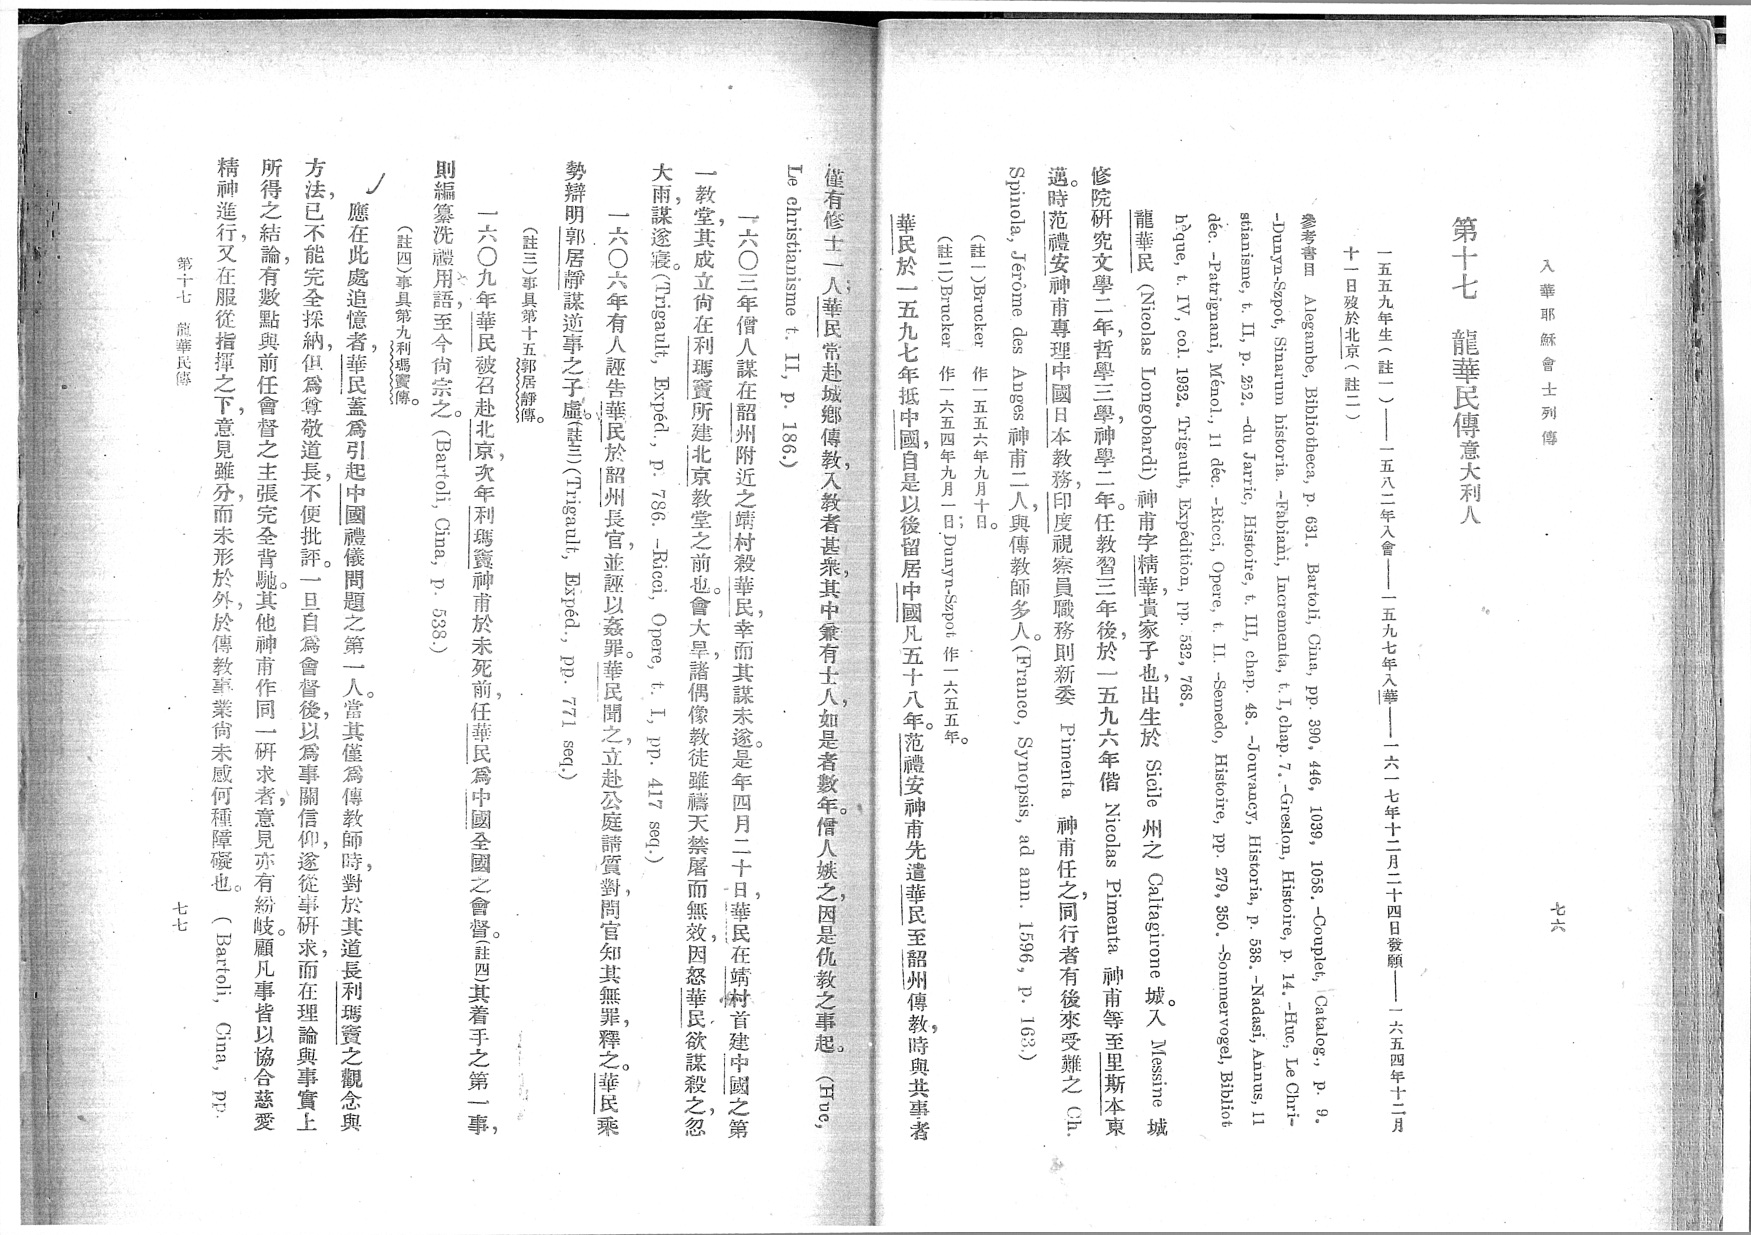 入華耶穌會士列傳
七六
第十七　龍華民傳意大利人
一五五九年生(註一)——一五八二年入會——一五九七年入華——一六一七年十二月二十四日發願——一六五四年十二月
十一日歿於北京(註二)
參考書目　Alegambe, Bibliotheca, p. 631. Bartoli, Cina, pp. 390, 446, 1039, 1058. -Couplet, Catalog., p. 9.
-Dunyn-Szpot, Sinarum historia. -Fabiani, Incrementa, t. I, chap. 7. -Greslon, Histoire, p. 14. -Huc, Le Chri-
stianisme, t. II, p. 252. -du Jarric, Histoire, t. III, chap. 48. -Jouvancy, Historia, p. 538. -Nadasi, Annus, 11
déc. -Patrignani, Ménol., 11 déc. -Ricci, Opere, t. II. -Semedo, Histoire, pp. 279, 350. -Sommervogel, Bibliot
hèque, t. IV, col. 1932. Trigault, Expédition, pp. 532, 768.
龍華民 (Nicolas Longobardi) 神甫字精華,貴家子也,出生於 Sicile 州之 Caltagirone 城。入 Messine 城
修院研究文學二年,哲學三學,神學二年。任教習三年後,於一五九六年偕 Nicolas Pimenta 神甫等至里斯本東
邁。時范禮安神甫專理中國日本教務,印度視察員職務則新委 Pimenta 神甫任之,同行者有後來受難之 Ch.
Spinola, Jérôme des Anges 神甫二人,與傳教師多人。(Franco, Synopsis, ad ann. 1596, p. 163.)
(註一)Brucker 作一五五六年九月十日。
(註二)Brucker 作一六五四年九月一日;Dunyn-Szpot 作一六五五年。
華民於一五九七年抵中國,自是以後留居中國凡五十八年。范禮安神甫先遣華民至韶州傳教,時與共事者
僅有修士一人;華民常赴城鄉傳教,入教者甚衆,其中兼有士人,如是者數年。僧人嫉之,因是仇教之事起。(Huc,
Le christianisme t. II, p. 186.)
一六〇三年僧人謀在韶州附近之靖村殺華民,幸而其謀未遂。是年四月二十日,華民在靖村首建中國之第
一教堂,其成立尙在利瑪竇所建北京教堂之前也。會大旱,諸偶像教徒雖禱天禁屠而無效,因怒華民欲謀殺之,忽
大雨,謀遂寢。(Trigault, Expéd., p. 786. -Ricci, Opere, t. I, pp. 417 seq.)
一六〇六年有人誣告華民於韶州長官,並誣以姦罪。華民聞之,立赴公庭請質對,問官知其無罪,釋之。華民乘
勢辯明郭居靜謀逆事之子虛。(註三)(Trigault, Expéd., pp. 771 seq.)
(註三)事具第十五郭居靜傳。
一六〇九年華民被召赴北京,次年利瑪竇神甫於未死前,任華民爲中國全國之會督。(註四)其着手之第一事,
則編纂洗禮用語,至今尙宗之。(Bartoli, Cina, p. 538.)
(註四)事具第九利瑪竇傳。
應在此處追憶者,華民蓋爲引起中國禮儀問題之第一人。當其僅爲傳教師時,對於其道長利瑪竇之觀念與
方法,已不能完全採納,但爲尊敬道長,不便批評。一旦自爲會督後,以爲事關信仰,遂從事研求,而在理論與事實上
所得之結論,有數點與前任會督之主張完全背馳。其他神甫作同一研求者,意見亦有紛歧。顧凡事皆以協合慈愛
精神進行,又在服從指揮之下,意見雖分,而未形於外,於傳教事業尙未感何種障礙也。(Bartoli, Cina, pp.
第十七　龍華民傳
七七